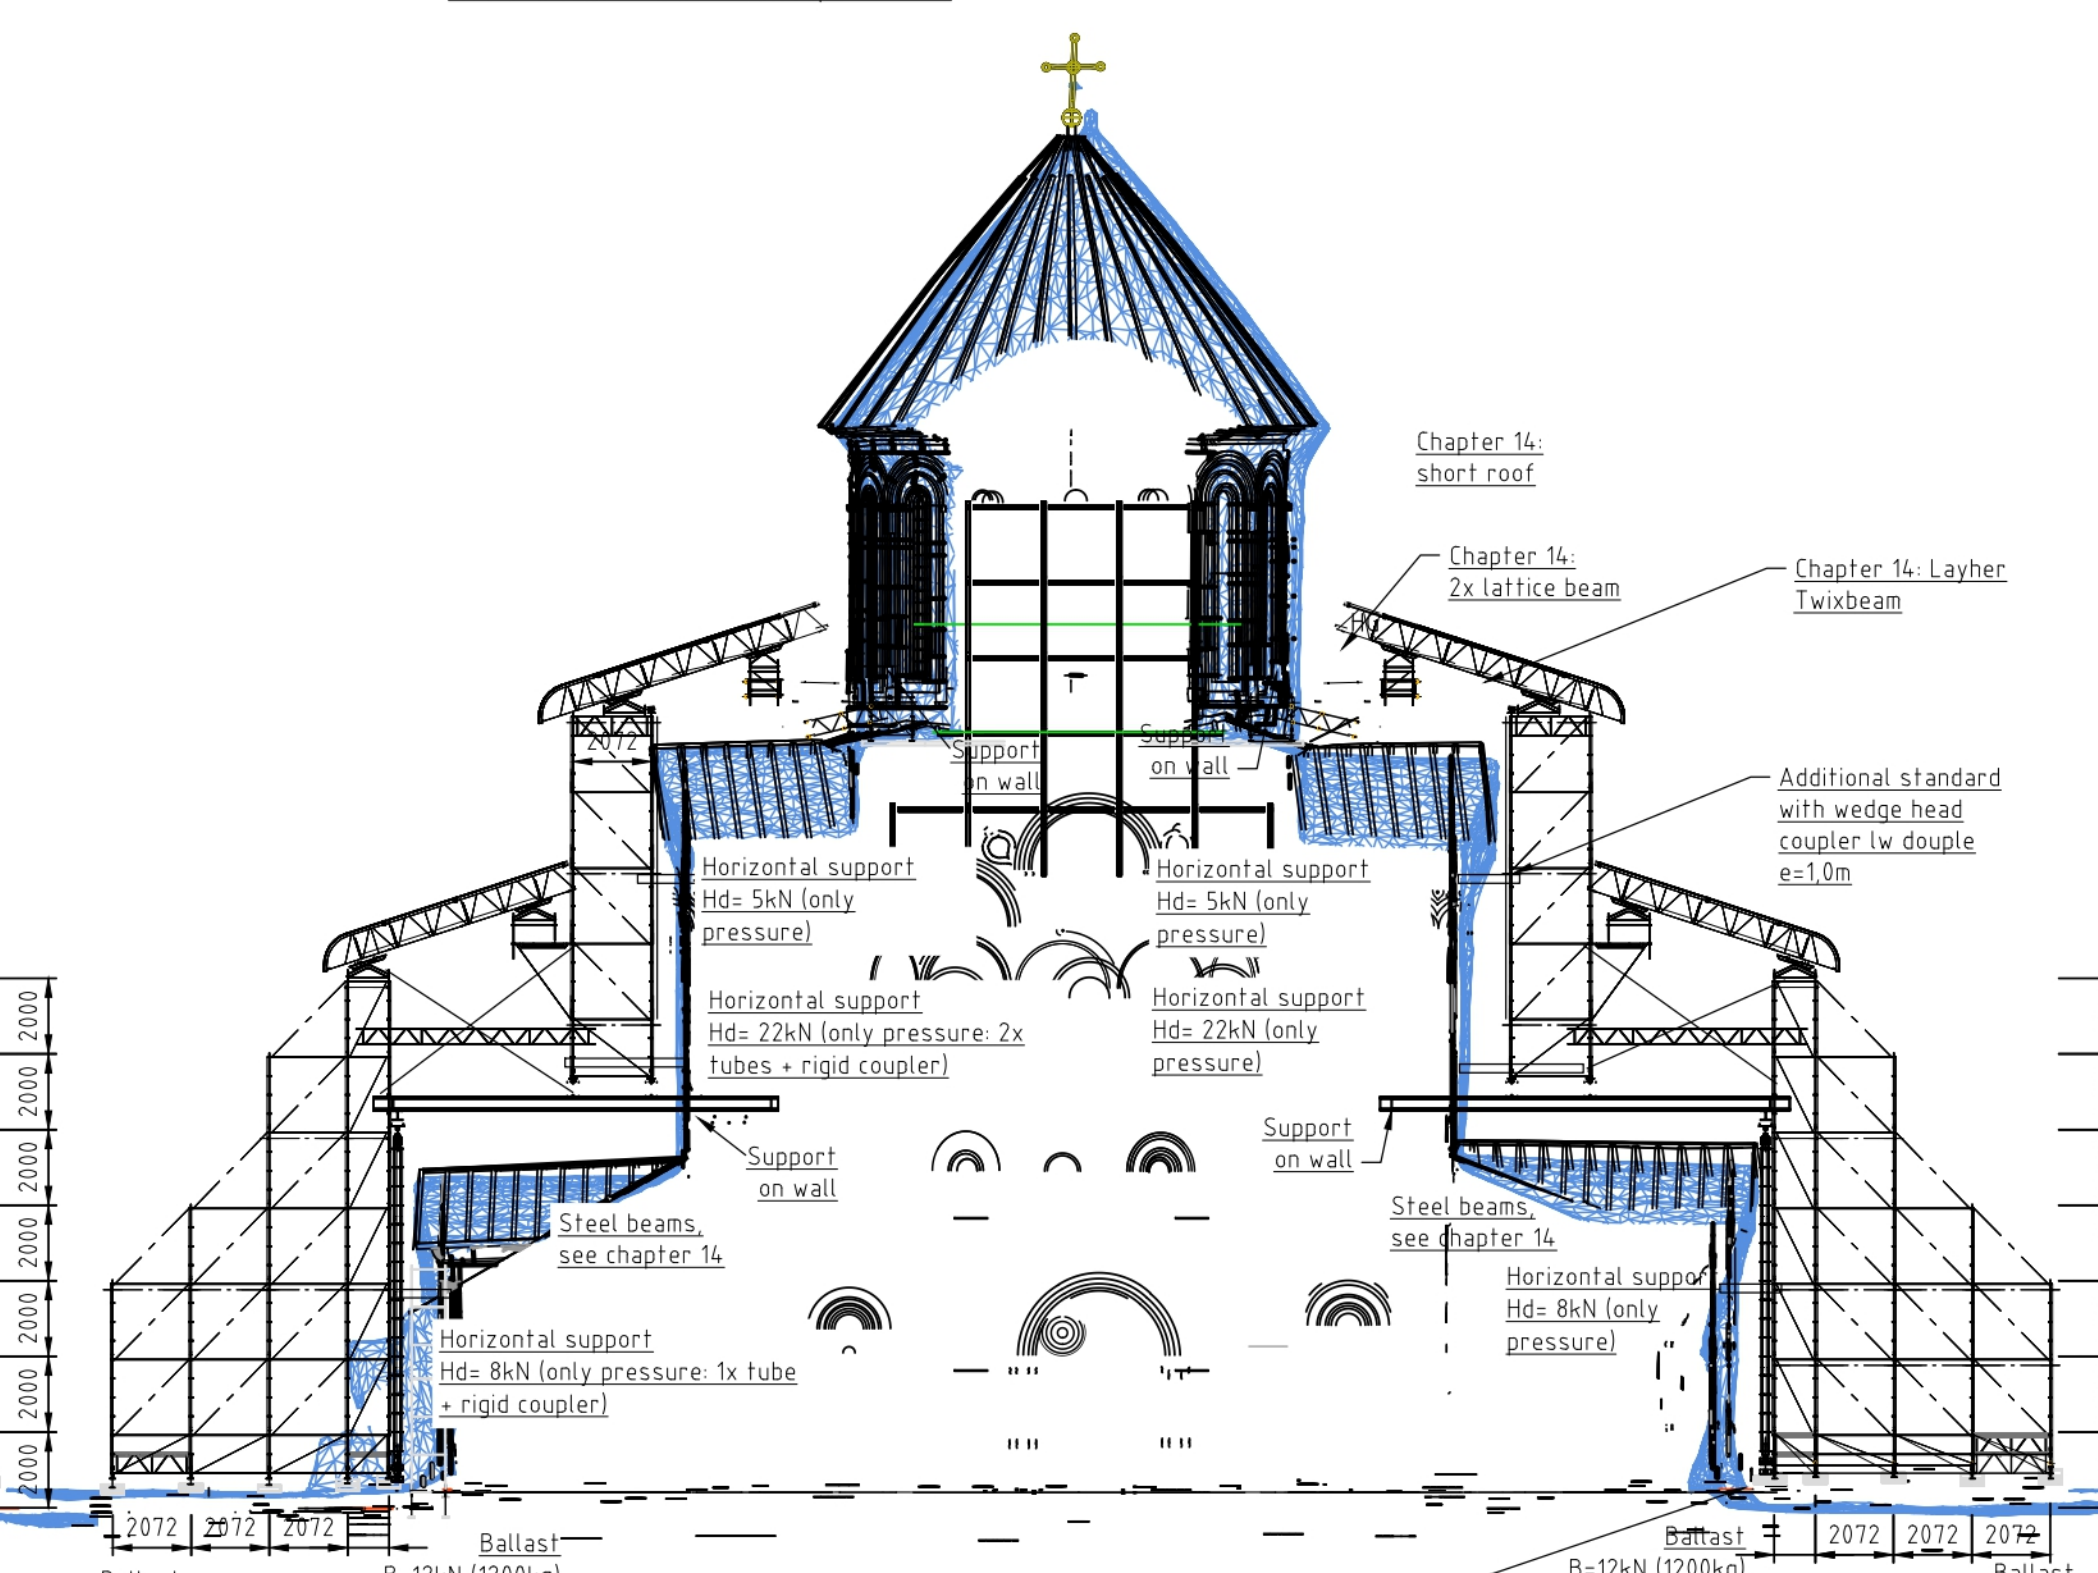 Chapter 14:
short roof
Chapter 14:
2x lattice beam
Chapter 14: Layher
Twixbeam
HG
2072
Support
on wall
Support
on wall
Additional standard
with wedge head
coupler lw douple
e=1,0m
Horizontal support
Hd= 5kN (only
pressure)
Horizontal support
Hd= 5kN (only
pressure)
Horizontal support
Hd= 22kN (only pressure: 2x
tubes + rigid coupler)
Horizontal support
Hd= 22kN (only
pressure)
2000
2000
2000
2000
2000
2000
2000
Support
on wall
Support
on wall
Steel beams,
see chapter 14
Steel beams,
see chapter 14
Horizontal support
Hd= 8kN (only
pressure)
Horizontal support
Hd= 8kN (only pressure: 1x tube
+ rigid coupler)
2072 2072 2072
2072 2072 2072
Ballast
B=12kN (1200kg)
Ballast
B=12kN (1200kg)
Ballast
Ballast